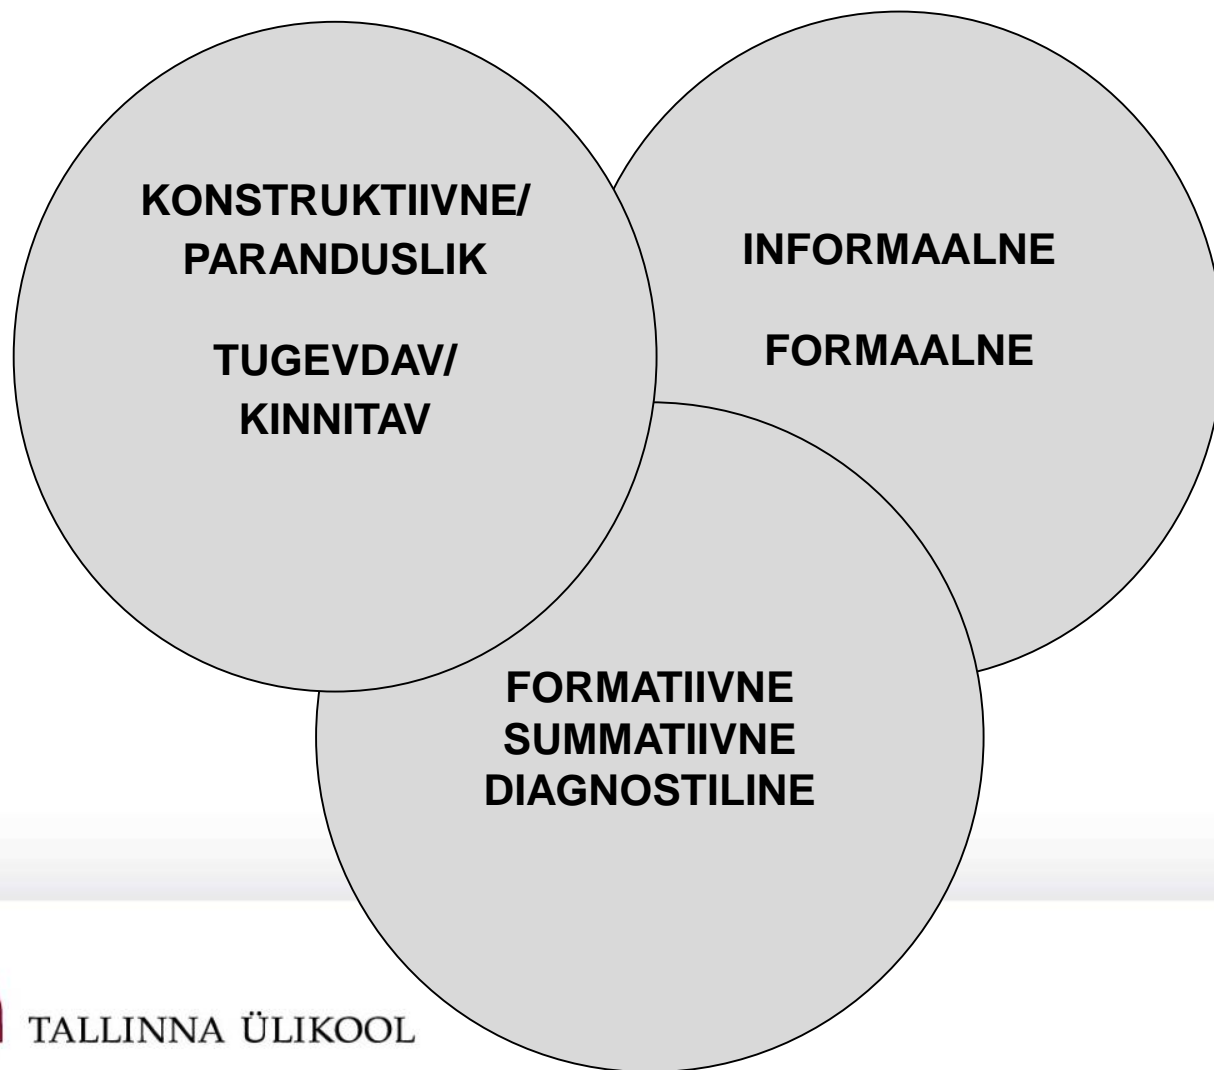 KONSTRUKTIIVNE/
PARANDUSLIK
TUGEVDAV/
KINNITAV
INFORMAALNE
FORMAALNE
FORMATIIVNE
SUMMATIIVNE
DIAGNOSTILINE
TALLINNA ÜLIKOOL